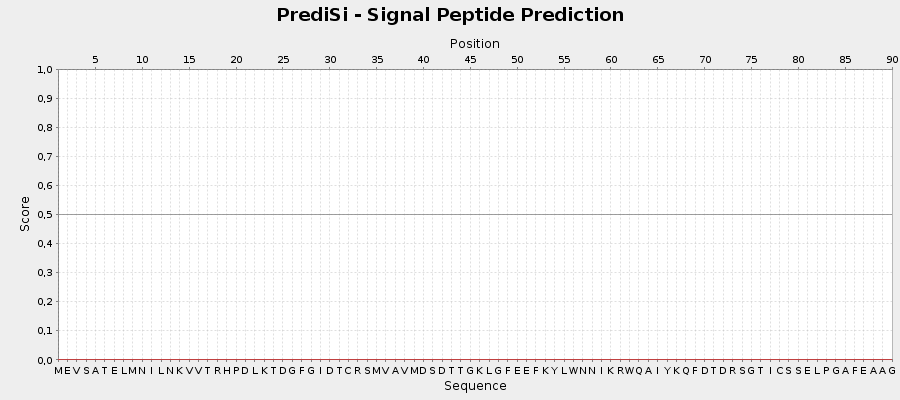 PrediSi - Signal Peptide Prediction
Position
5 10 15 20 25 30 35 40 45 50 55 60 65 70 75 80 85 90
1,0
0,9
0,8
0,7
0,6
0,5
0,4
0,3
0,2
0,1
0,0
Score
M E V S A T E L M N I L N K V V T R H P D L K T D G F G I D T C R S M V A V M D S D T T G K L G F E E F K Y L W N N I K R W Q A I Y K Q F D T D R S G T I C S S E L P G A F E A A G
Sequence